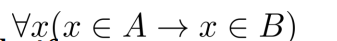 ∀x(x ∈ A → x ∈ B)